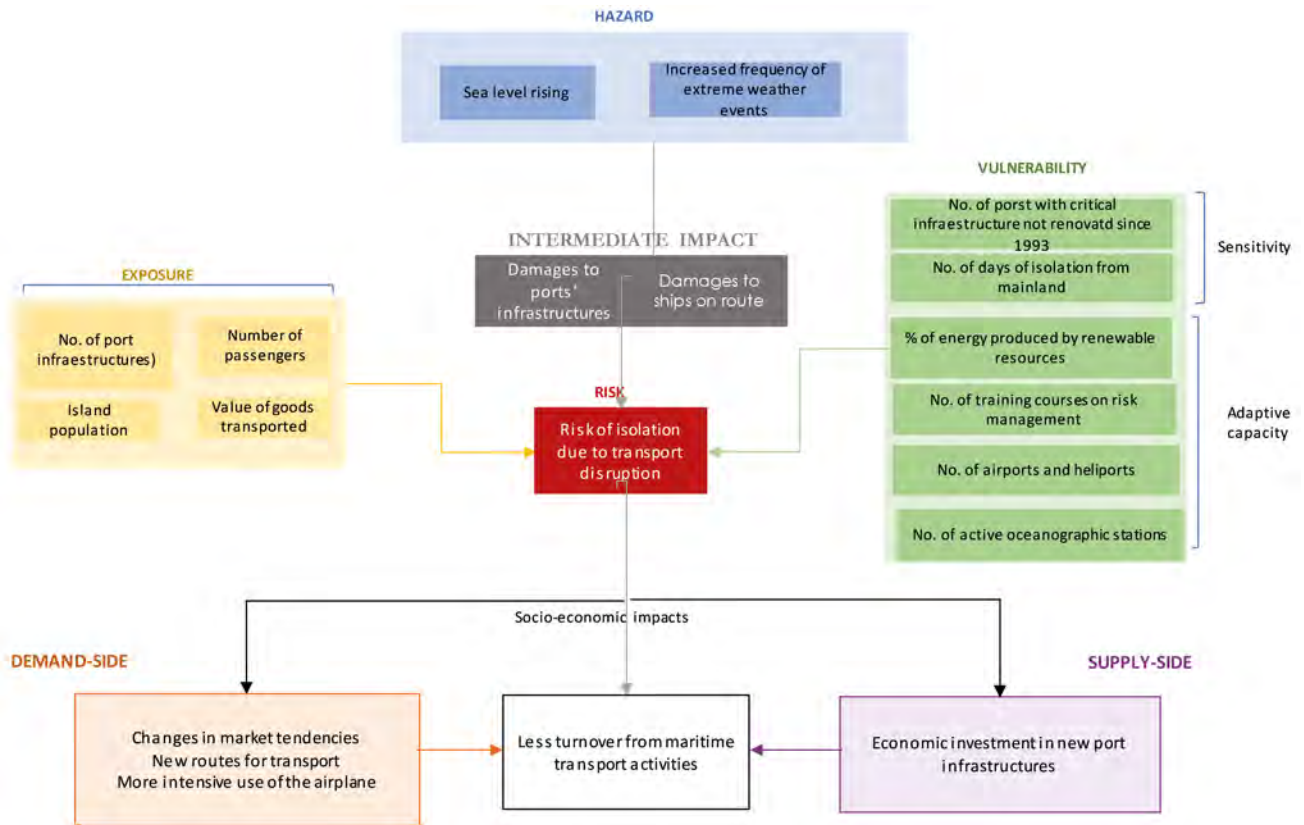 HAZARD
Sea level rising
Increased frequency of
extreme weather
events
VULNERABILITY
No. of porst with critical
infraestructure not renovatd since
1993
No. of days of isolation from
mainland
Sensitivity
% of energy produced by renewable
resources
No. of training courses on risk
management
No. of airports and heliports
No. of active oceanographic stations
Adaptive
capacity
INTERMEDIATE IMPACT
Damages to
ports'
infrastructures
Damages to
ships on route
EXPOSURE
No. of port
infraestructures)
Number of
passengers
Island
population
Value of goods
transported
RISK
Risk of isolation
due to transport
disruption
Socio-economic impacts
DEMAND-SIDE
SUPPLY-SIDE
Changes in market tendencies
New routes for transport
More intensive use of the airplane
Less turnover from maritime
transport activities
Economic investment in new port
infrastructures